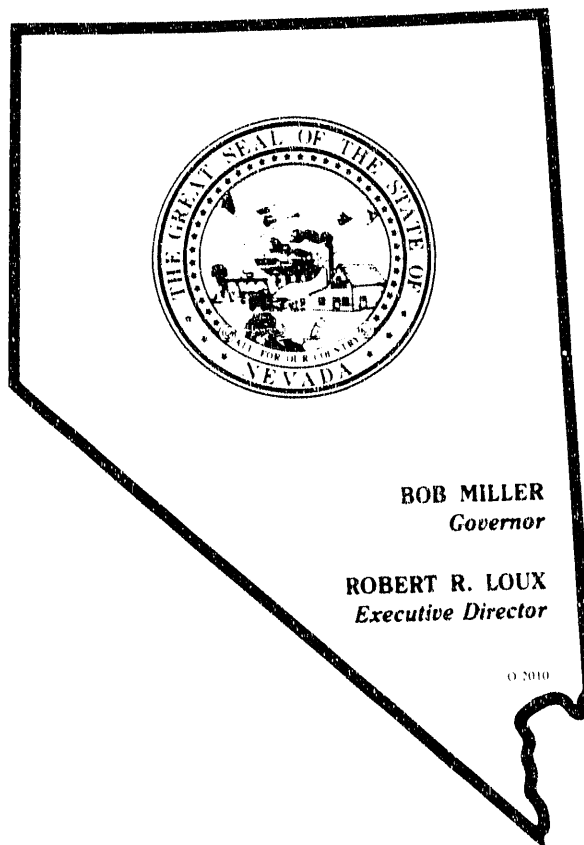 THE GREAT SEAL OF THE STATE OF
NEVADA
ALL FOR OUR COUNTRY
BOB MILLER
Governor
ROBERT R. LOUX
Executive Director
O-2010